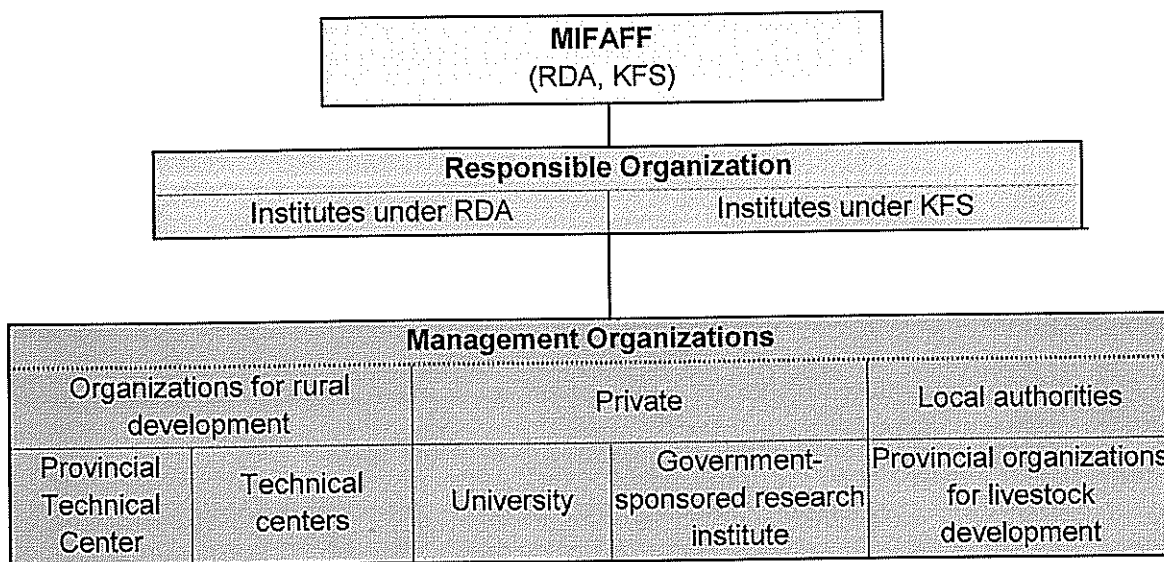 MIFAFF
(RDA, KFS)
Responsible Organization
Institutes under RDA
Institutes under KFS
Management Organizations
Organizations for rural
development
Private
Local authorities
Provincial
Technical
Center
Technical
centers
University
Government-
sponsored research
institute
Provincial organizations
for livestock
development